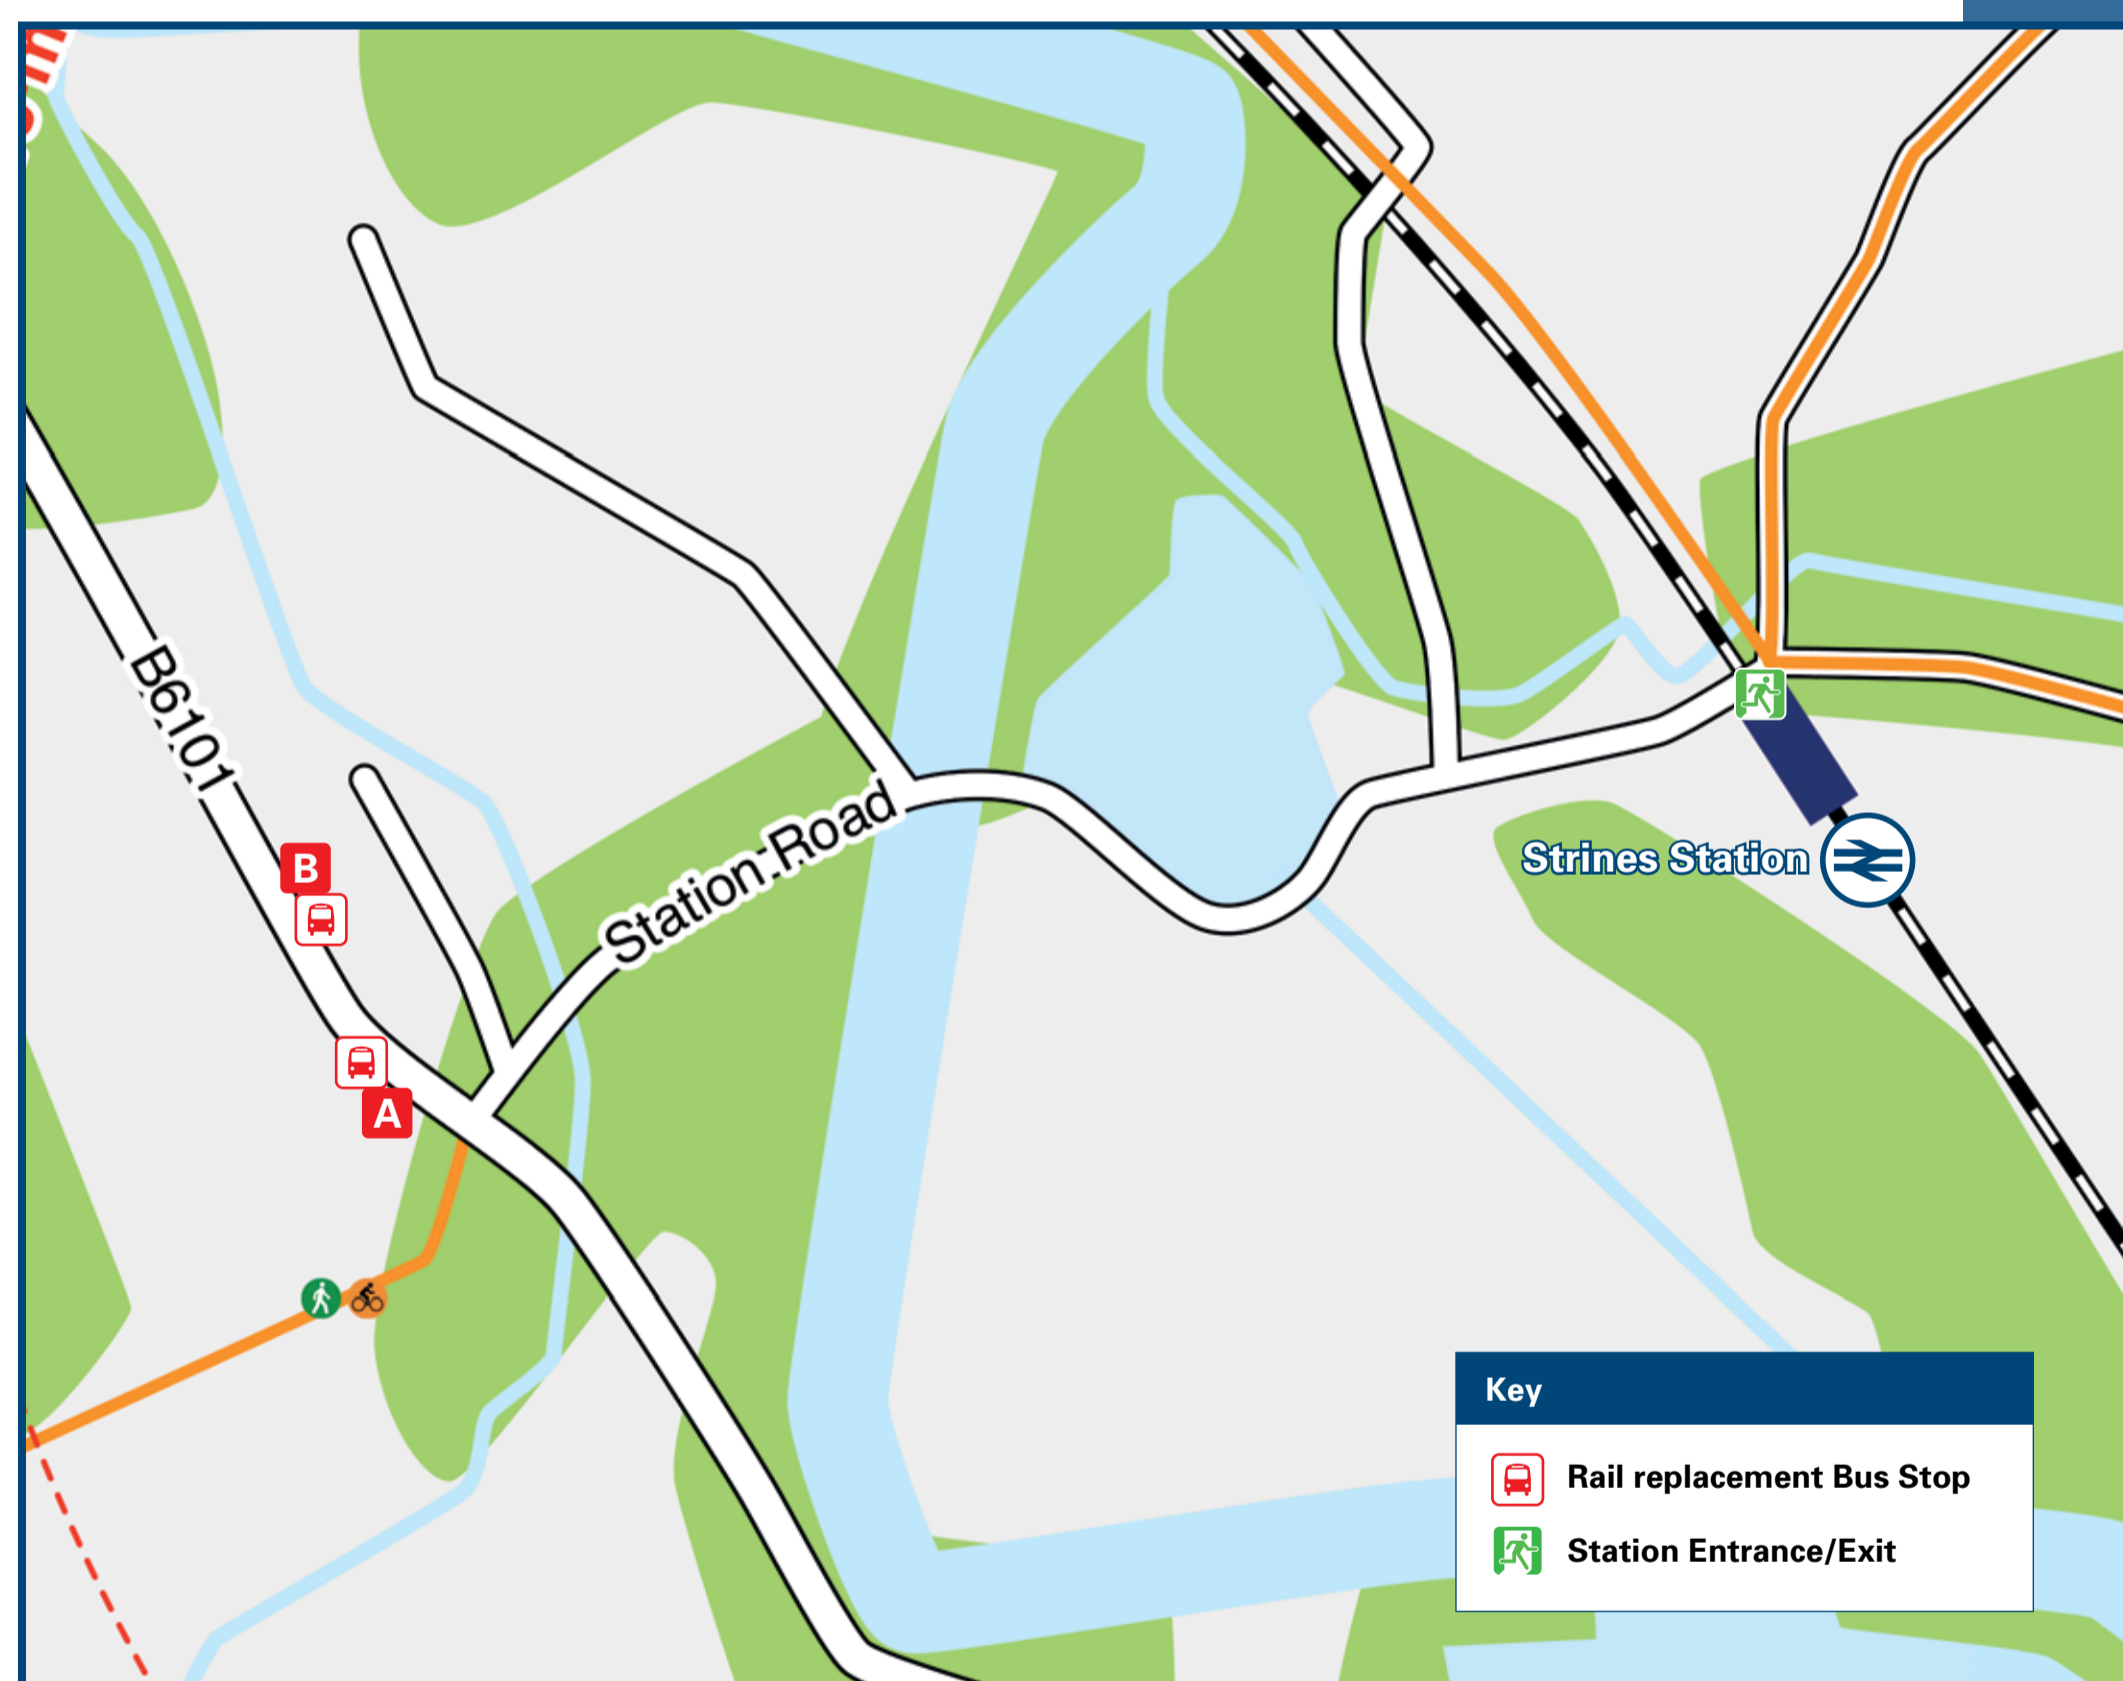 B6101
B
Station Road
Strines Station
A
Key
Rail replacement Bus Stop
Station Entrance/Exit